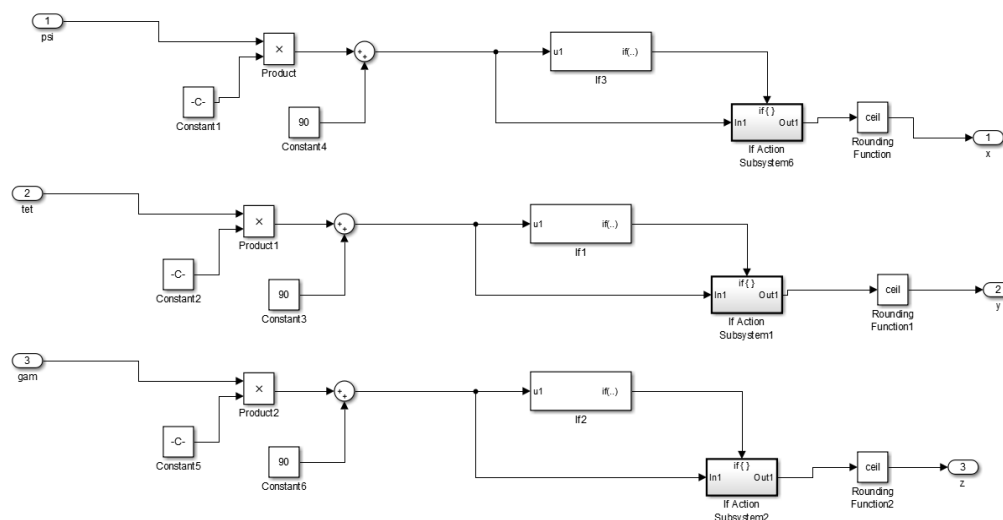 1
psi
×
Product
-C-
Constant1
+
+
90
Constant4
u1 if(..)
If3
if { }
In1 Out1
If Action
Subsystem6
ceil
Rounding
Function
1
x
2
tet
×
Product1
-C-
Constant2
+
+
90
Constant3
u1 if(..)
If1
if { }
In1 Out1
If Action
Subsystem1
ceil
Rounding
Function1
2
y
3
gam
×
Product2
-C-
Constant5
+
+
90
Constant6
u1 if(..)
If2
if { }
In1 Out1
If Action
Subsystem2
ceil
Rounding
Function2
3
z